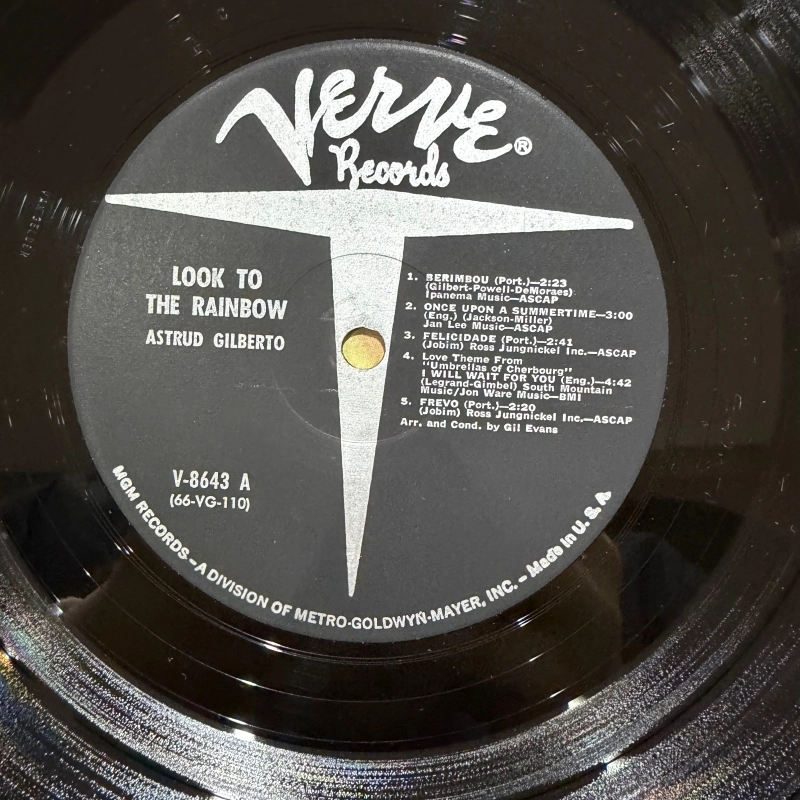 Verve®
Records
LOOK TO
THE RAINBOW
ASTRUD GILBERTO
1. BERIMBOU (Port.)—2:23
(Gilbert-Powell-DeMoraes)
Ipanema Music—ASCAP
2. ONCE UPON A SUMMERTIME—3:00
(Eng.) (Jackson-Miller)
Jan Lee Music—ASCAP
3. FELICIDADE (Port.)—2:41
(Jobim) Ross Jungnickel Inc.—ASCAP
4. Love Theme From
"Umbrellas of Cherbourg"
I WILL WAIT FOR YOU (Eng.)—4:42
(Legrand-Gimbel) South Mountain
Music/Jon Ware Music—BMI
5. FREVO (Port.)—2:20
(Jobim) Ross Jungnickel Inc.—ASCAP
Arr. and Cond. by Gil Evans
V-8643 A
(66-VG-110)
MGM RECORDS–A DIVISION OF METRO-GOLDWYN-MAYER, INC. – Made in U. S. A.